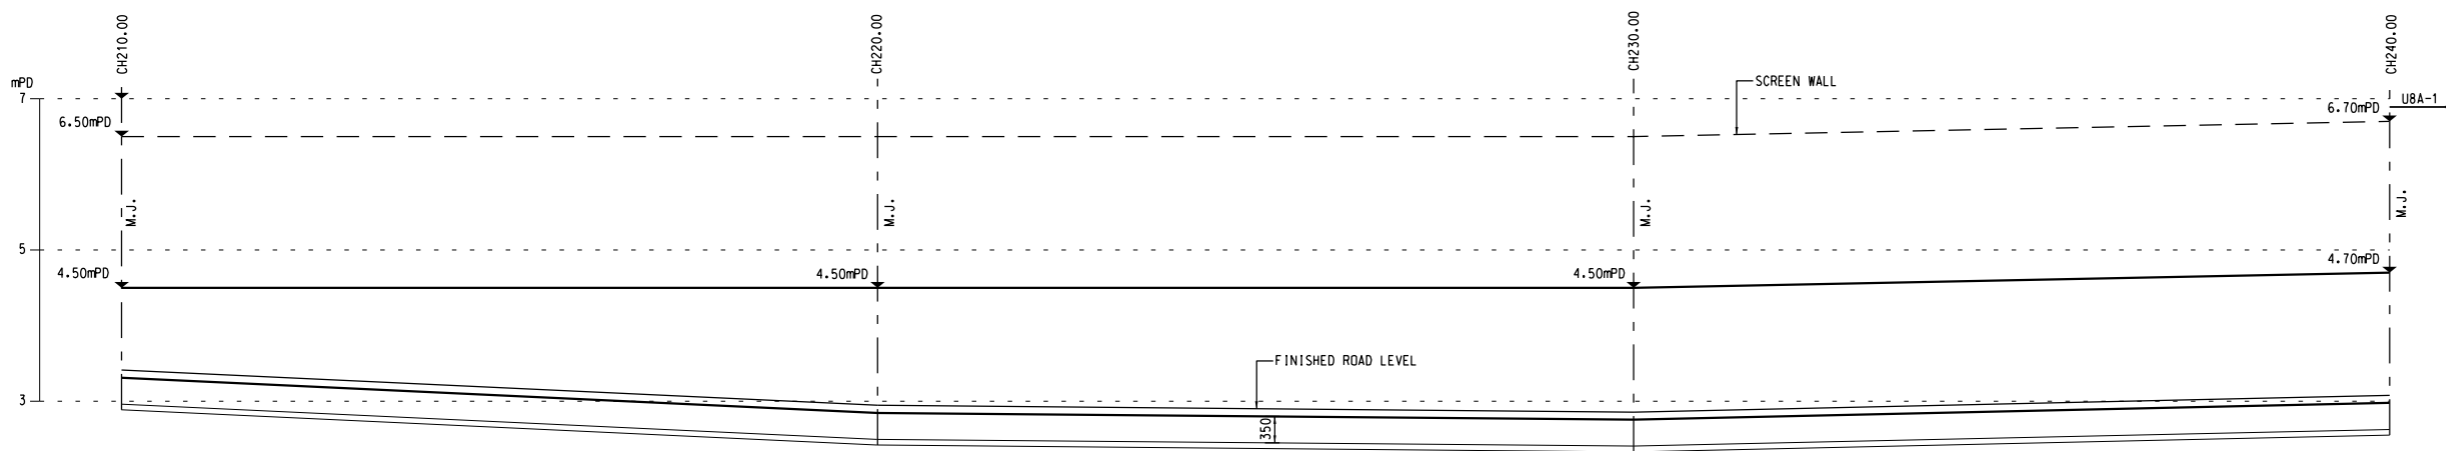 CH210.00
CH220.00
CH230.00
CH240.00
mPD
7
SCREEN WALL
U8A-1
6.50mPD
6.70mPD
M.J.
M.J.
M.J.
M.J.
5
4.50mPD
4.50mPD
4.50mPD
4.70mPD
FINISHED ROAD LEVEL
3
350